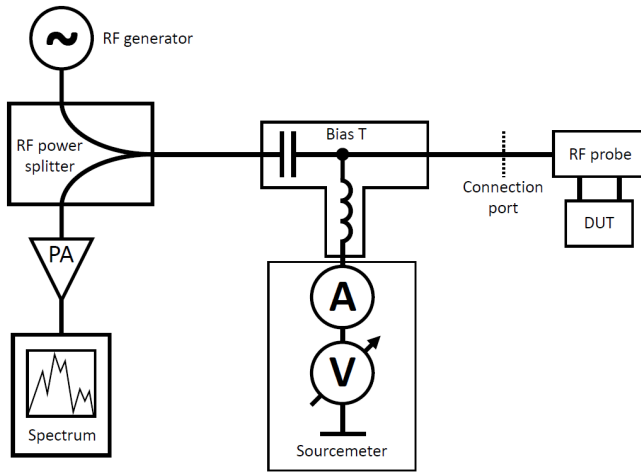 RF generator
RF power
splitter
Bias T
RF probe
Connection
port
DUT
PA
A
V
Spectrum
Sourcemeter